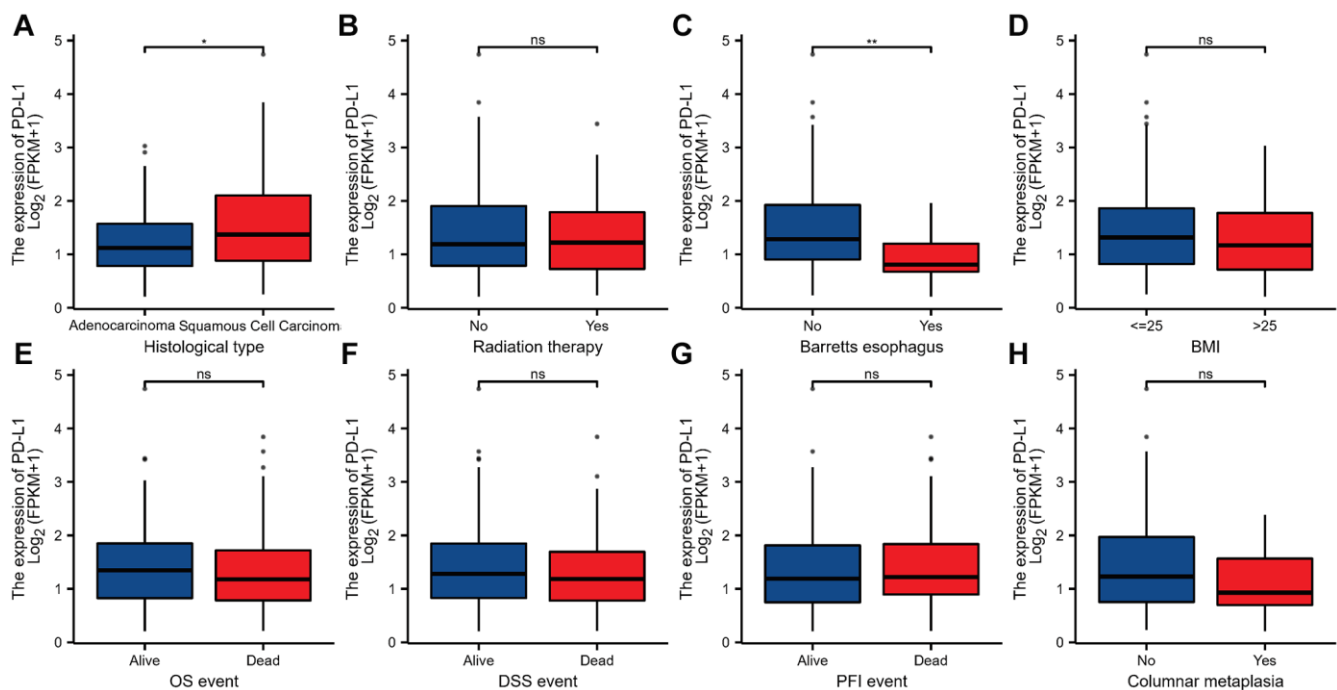 A
The expression of PD-L1
Log2 (FPKM+1)
5
4
3
2
1
0
*
Adenocarcinoma Squamous Cell Carcinoma
Histological type
B
The expression of PD-L1
Log2 (FPKM+1)
5
4
3
2
1
0
ns
No Yes
Radiation therapy
C
The expression of PD-L1
Log2 (FPKM+1)
5
4
3
2
1
0
**
No Yes
Barretts esophagus
D
The expression of PD-L1
Log2 (FPKM+1)
5
4
3
2
1
0
ns
<=25 >25
BMI
E
The expression of PD-L1
Log2 (FPKM+1)
5
4
3
2
1
0
ns
Alive Dead
OS event
F
The expression of PD-L1
Log2 (FPKM+1)
5
4
3
2
1
0
ns
Alive Dead
DSS event
G
The expression of PD-L1
Log2 (FPKM+1)
5
4
3
2
1
0
ns
Alive Dead
PFI event
H
The expression of PD-L1
Log2 (FPKM+1)
5
4
3
2
1
0
ns
No Yes
Columnar metaplasia